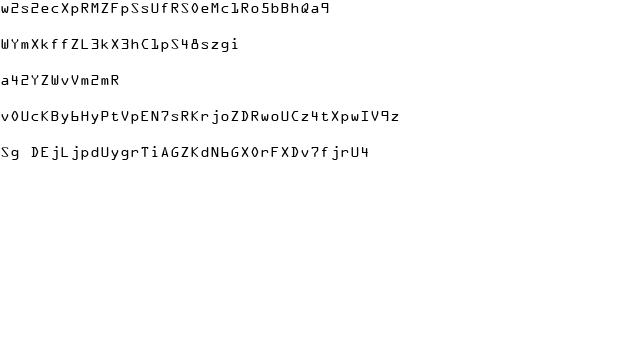 w2s2ecXpRMZFpSsUfRS0eMc1Ro5bBhQa9
WYmXkffZL3kX3hC1pS48szgi
a42YZWvVm2mR
v0UcKBy6HyPtVpEN7sRKrjoZDRwoUCz4tXpwIV9z
Sg DEjLjpdUygrTiAGZKdN6GX0rFXDv7fjrU4